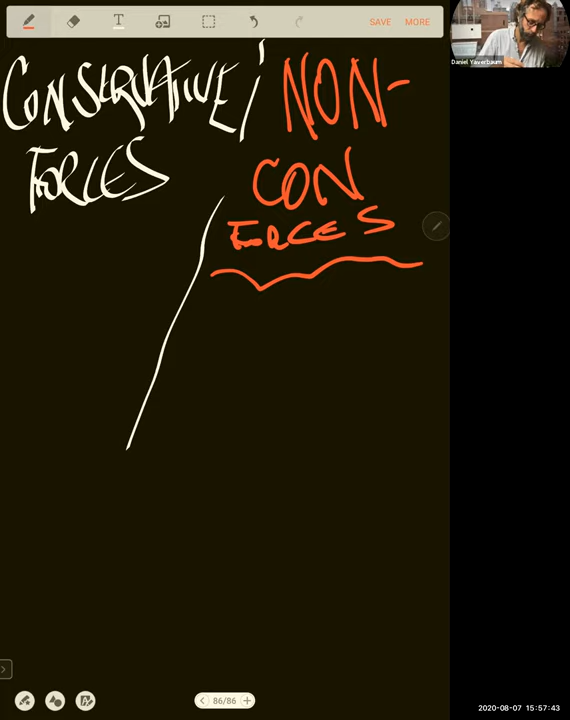 SAVE MORE
CONSERVATIVE NON-
FORCES CON
FORCES
Daniel Yaverbaum
86/86
2020-08-07 15:57:43